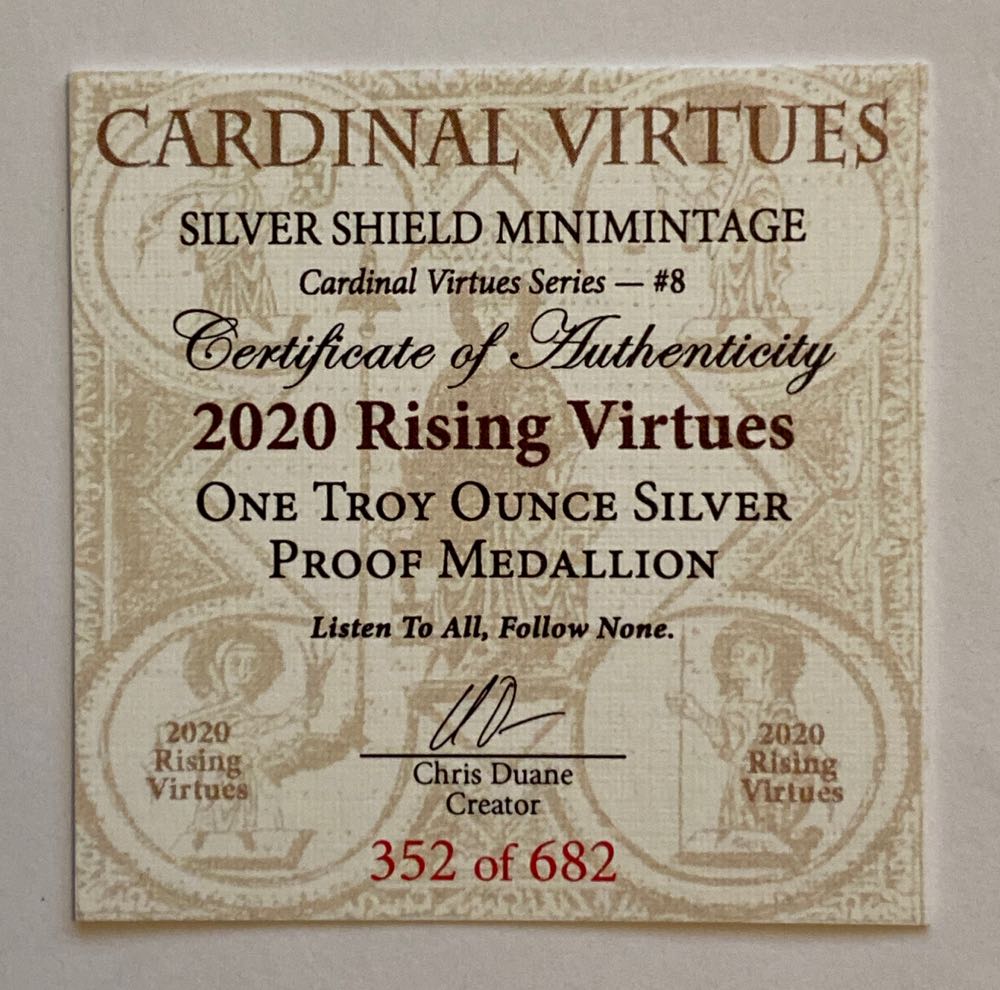 CARDINAL VIRTUES
SILVER SHIELD MINIMINTAGE
Cardinal Virtues Series — #8
Certificate of Authenticity
2020 Rising Virtues
ONE TROY OUNCE SILVER
PROOF MEDALLION
Listen To All, Follow None.
Chris Duane
Creator
352 of 682
2020
Rising
Virtues
2020
Rising
Virtues